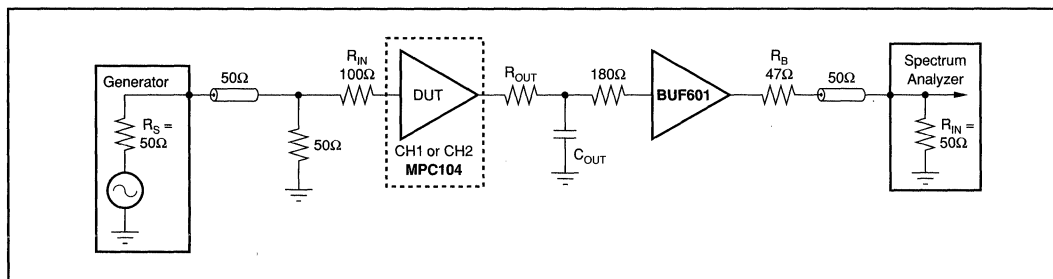 Generator
R_S =
50Ω
50Ω
50Ω
R_IN
100Ω
DUT
CH1 or CH2
MPC104
R_OUT
C_OUT
180Ω
BUF601
R_B
47Ω
50Ω
Spectrum
Analyzer
R_IN =
50Ω